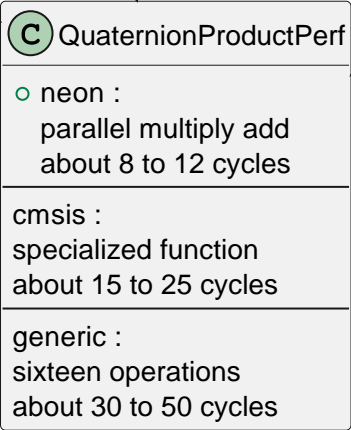 C QuaternionProductPerf
neon :
parallel multiply add
about 8 to 12 cycles
cmsis :
specialized function
about 15 to 25 cycles
generic :
sixteen operations
about 30 to 50 cycles